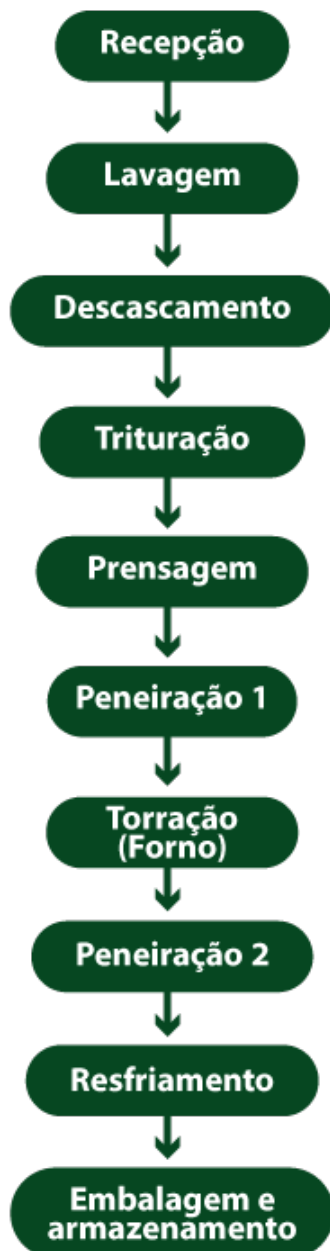 Recepção
Lavagem
Descascamento
Trituração
Prensagem
Peneiração 1
Torração
(Forno)
Peneiração 2
Resfriamento
Embalagem e
armazenamento